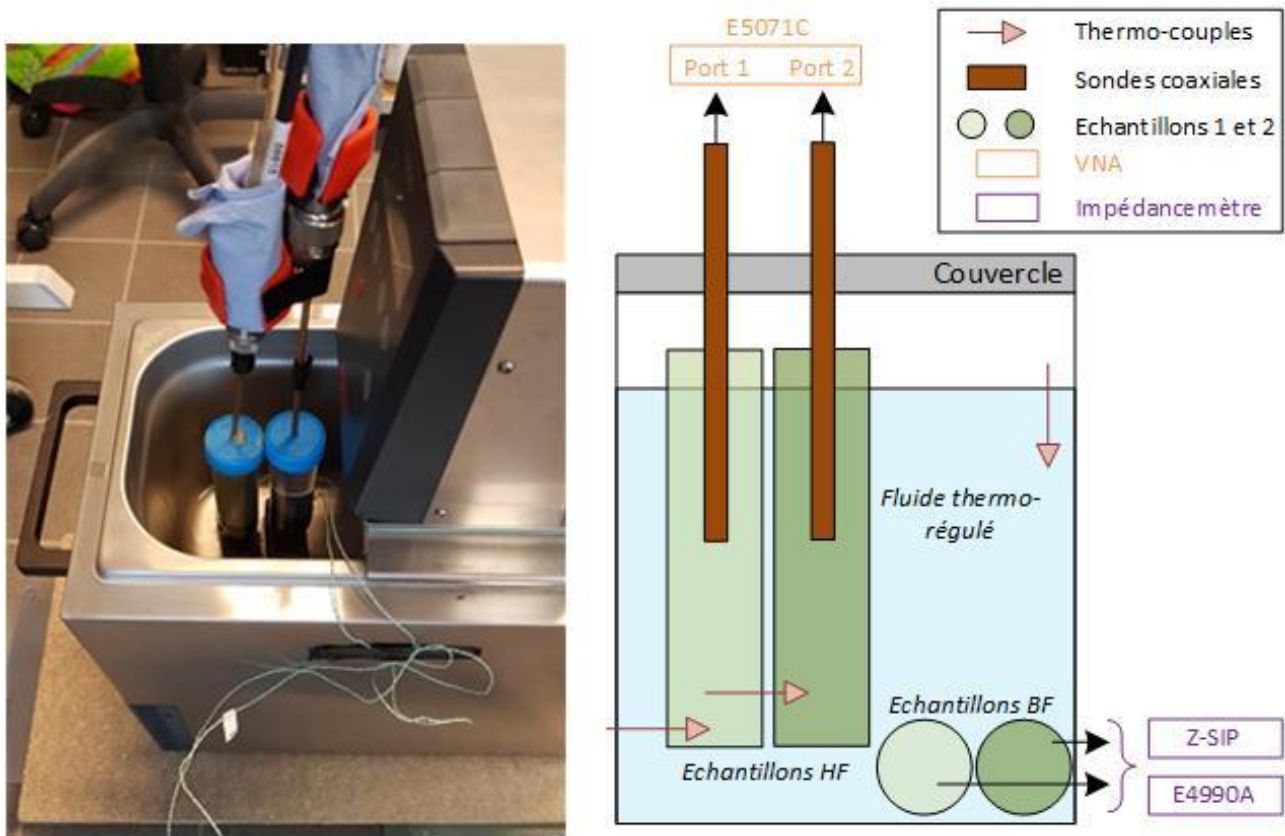 E5071C
Port 1 Port 2
Thermo-couples
Sondes coaxiales
Echantillons 1 et 2
VNA
Impédancemètre
Couvercle
Fluide thermo-
régulé
Echantillons BF
Echantillons HF
Z-SIP
E4990A